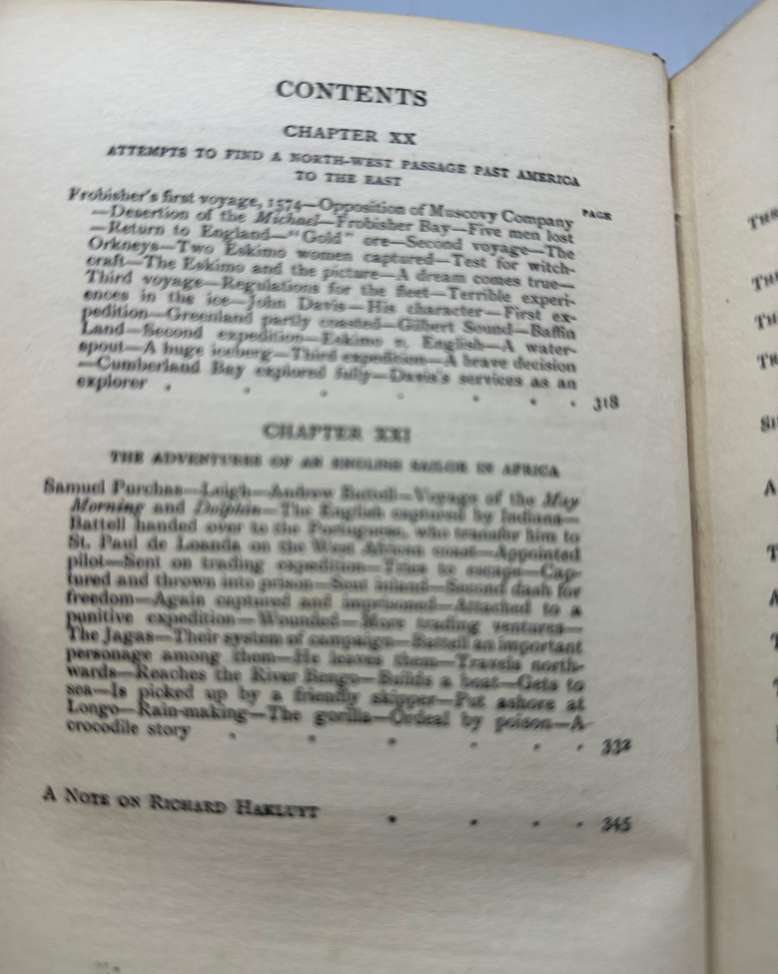 CONTENTS
CHAPTER XX
ATTEMPTS TO FIND A NORTH-WEST PASSAGE PAST AMERICA
TO THE EAST
PAGE
Frobisher's first voyage, 1574—Opposition of Muscovy Company
—Desertion of the Michael—Frobisher Bay—Five men lost
—Return to England—"Gold" ore—Second voyage—The
Orkneys—Two Eskimo women captured—Test for witch-
craft—The Eskimo and the picture—A dream comes true—
Third voyage—Regulations for the fleet—Terrible experi-
ences in the ice—John Davis—His character—First ex-
pedition—Greenland partly coasted—Gilbert Sound—Baffin
Land—Second expedition—Eskimo v. English—A water-
spout—A huge iceberg—Third expedition—A brave decision
—Cumberland Bay explored fully—Davis's services as an
explorer . . . . . . . 318
CHAPTER XXI
THE ADVENTURES OF AN ENGLISH SAILOR IN AFRICA
Samuel Purchas—Leigh—Andrew Battell—Voyage of the May
Morning and Dolphin—The English captured by Indians—
Battell handed over to the Portuguese, who transfer him to
St. Paul de Loanda on the West African coast—Appointed
pilot—Sent on trading expedition—Tries to escape—Cap-
tured and thrown into prison—Sent inland—Second dash for
freedom—Again captured and imprisoned—Attached to a
punitive expedition—Wounded—More trading ventures—
The Jagas—Their system of campaign—Battell an important
personage among them—He leaves them—Travels north-
wards—Reaches the River Bengo—Builds a boat—Gets to
sea—Is picked up by a friendly skipper—Put ashore at
Longo—Rain-making—The gorilla—Ordeal by poison—A
crocodile story . . . . . . 332
A NOTE ON RICHARD HAKLUYT . . . . 345